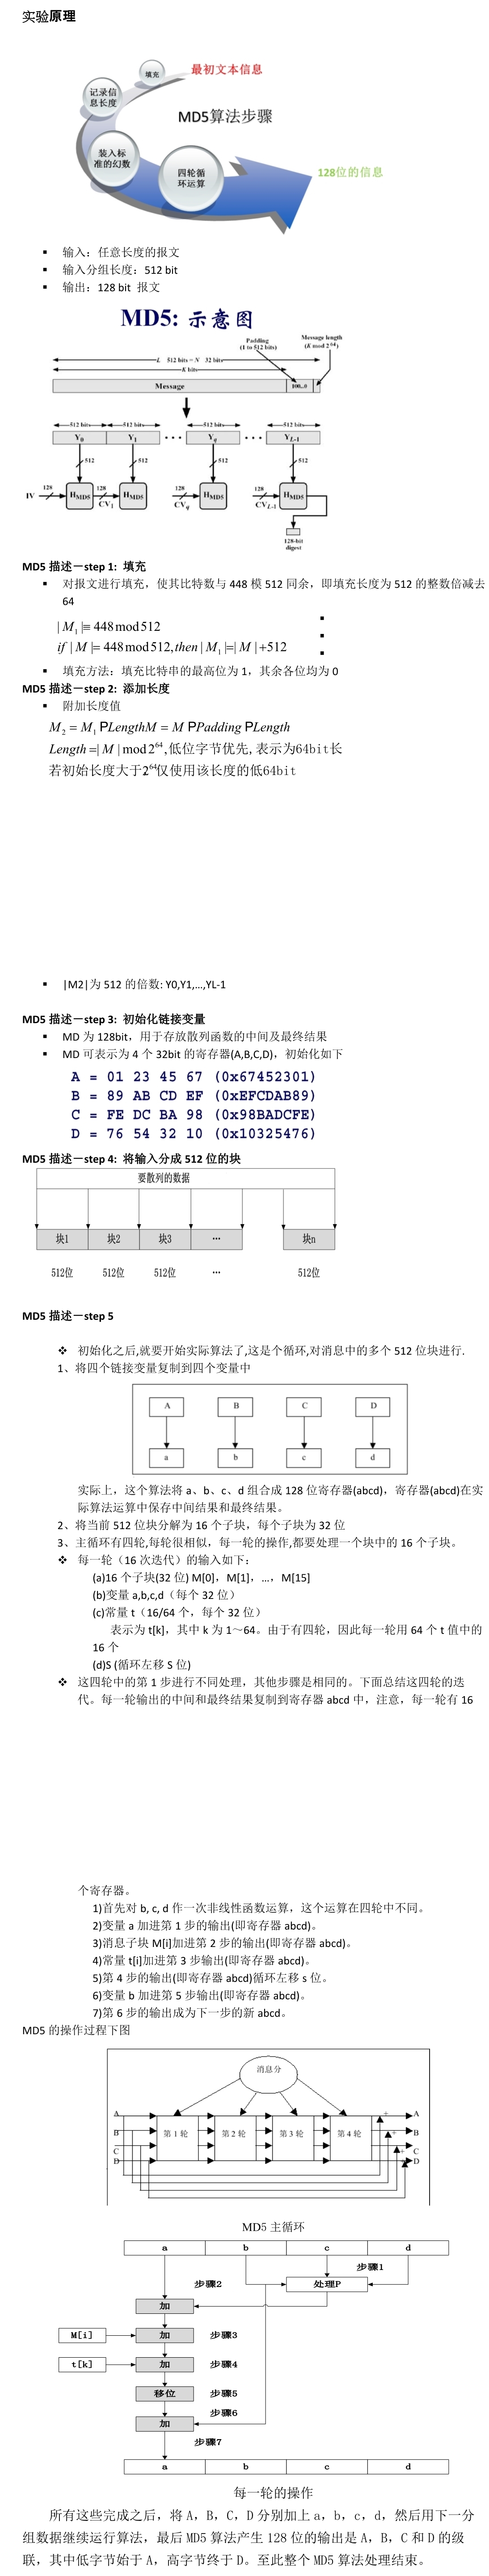 实验原理
填充
最初文本信息
记录信
息长度
MD5算法步骤
装入标
准的幻数
四轮循
环运算
128位的信息
▪ 输入：任意长度的报文
▪ 输入分组长度：512 bit
▪ 输出：128 bit 报文
MD5: 示意图
Padding
(1 to 512 bits)
Message length
(K mod 2^64)
L 512 bits = N 32 bits
K bits
Message
100...0
512 bits 512 bits 512 bits 512 bits
Y0 Y1 • • • Yq • • • YL-1
512 512 512 512
IV 128 HMD5 128 CV1 HMD5 128 CVq HMD5 128 CVL-1 HMD5
128-bit
digest
MD5 描述－step 1: 填充
▪ 对报文进行填充，使其比特数与 448 模 512 同余，即填充长度为 512 的整数倍减去
64
| M1 |≡ 448 mod 512
if | M |= 448 mod 512, then | M1 |=| M | +512
▪ 填充方法：填充比特串的最高位为 1，其余各位均为 0
MD5 描述－step 2: 添加长度
▪ 附加长度值
M2 = M1 PLengthM = M PPadding PLength
Length =| M | mod 2^64, 低位字节优先, 表示为64bit长
若初始长度大于2^64仅使用该长度的低64bit
▪ |M2|为 512 的倍数: Y0,Y1,…,YL-1
MD5 描述－step 3: 初始化链接变量
▪ MD 为 128bit，用于存放散列函数的中间及最终结果
▪ MD 可表示为 4 个 32bit 的寄存器(A,B,C,D)，初始化如下
A = 01 23 45 67 (0x67452301)
B = 89 AB CD EF (0xEFCDAB89)
C = FE DC BA 98 (0x98BADCFE)
D = 76 54 32 10 (0x10325476)
MD5 描述－step 4: 将输入分成 512 位的块
要散列的数据
块1 块2 块3 … 块n
512位 512位 512位 … 512位
MD5 描述－step 5
❖ 初始化之后,就要开始实际算法了,这是个循环,对消息中的多个 512 位块进行.
1、将四个链接变量复制到四个变量中
A B C D
a b c d
实际上，这个算法将 a、b、c、d 组合成 128 位寄存器(abcd)，寄存器(abcd)在实
际算法运算中保存中间结果和最终结果。
2、将当前 512 位块分解为 16 个子块，每个子块为 32 位
3、主循环有四轮,每轮很相似，每一轮的操作,都要处理一个块中的 16 个子块。
❖ 每一轮（16 次迭代）的输入如下：
(a)16 个子块(32 位) M[0]，M[1]，…，M[15]
(b)变量 a,b,c,d（每个 32 位）
(c)常量 t（16/64 个，每个 32 位）
表示为 t[k]，其中 k 为 1～64。由于有四轮，因此每一轮用 64 个 t 值中的
16 个
(d)S (循环左移 S 位)
❖ 这四轮中的第 1 步进行不同处理，其他步骤是相同的。下面总结这四轮的迭
代。每一轮输出的中间和最终结果复制到寄存器 abcd 中，注意，每一轮有 16
个寄存器。
1)首先对 b, c, d 作一次非线性函数运算，这个运算在四轮中不同。
2)变量 a 加进第 1 步的输出(即寄存器 abcd)。
3)消息子块 M[i]加进第 2 步的输出(即寄存器 abcd)。
4)常量 t[i]加进第 3 步输出(即寄存器 abcd)。
5)第 4 步的输出(即寄存器 abcd)循环左移 s 位。
6)变量 b 加进第 5 步输出(即寄存器 abcd)。
7)第 6 步的输出成为下一步的新 abcd。
MD5 的操作过程下图
消息分
A
B
C
D
第 1 轮 第 2 轮 第 3 轮 第 4 轮
+
+
+
+
A
B
C
D
MD5 主循环
a b c d
步骤1
步骤2 处理P
加
M[i] 加 步骤3
t[k] 加 步骤4
移位 步骤5
步骤6
加
步骤7
a b c d
每一轮的操作
所有这些完成之后，将 A，B，C，D 分别加上 a，b，c，d，然后用下一分
组数据继续运行算法，最后 MD5 算法产生 128 位的输出是 A，B，C 和 D 的级
联，其中低字节始于 A，高字节终于 D。至此整个 MD5 算法处理结束。